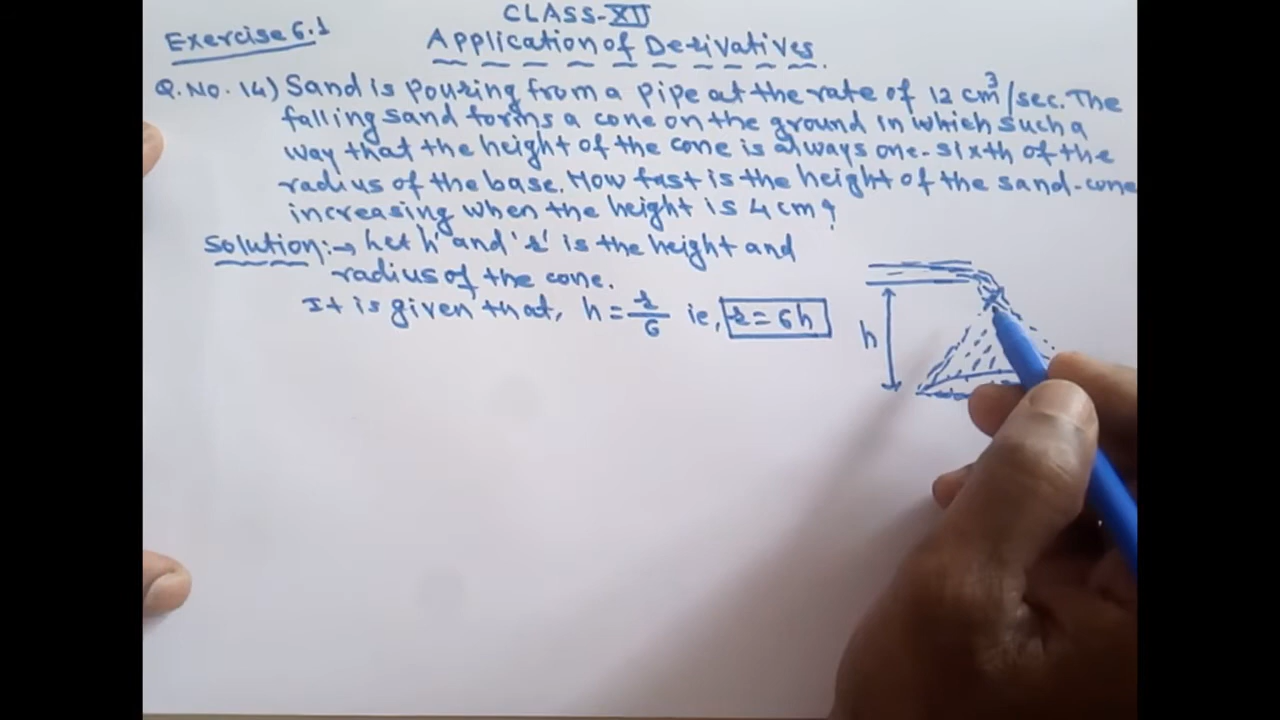 CLASS-XII
Exercise 6.1
Application of Derivatives.
Q.No. 14) Sand is pouring from a pipe at the rate of 12 cm³/sec. The
falling sand forms a cone on the ground in which such a
way that the height of the cone is always one-sixth of the
radius of the base. How fast is the height of the sand-cone
increasing when the height is 4 cm?
Solution:→ Let 'h' and 'r' is the height and
radius of the cone.
It is given that, h = r/6 ie, r = 6h
h